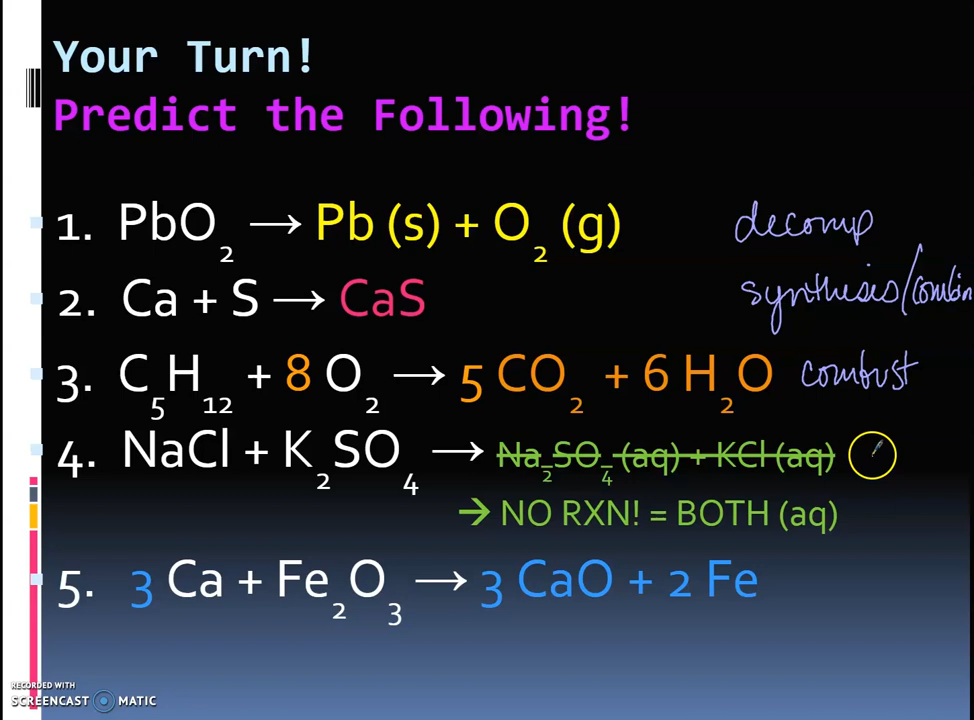 Your Turn!
Predict the Following!
1. PbO₂ → Pb (s) + O₂ (g) decomp
2. Ca + S → CaS synthesis/combin
3. C₅H₁₂ + 8 O₂ → 5 CO₂ + 6 H₂O combust
4. NaCl + K₂SO₄ → Na₂SO₄ (aq) + KCl (aq)
→ NO RXN! = BOTH (aq)
5. 3 Ca + Fe₂O₃ → 3 CaO + 2 Fe
RECORDED WITH
SCREENCAST MATIC